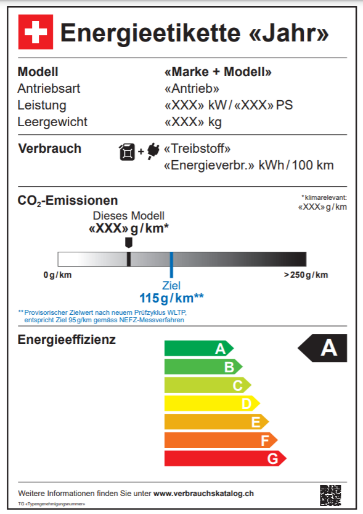 Energieetikette «Jahr»
Modell «Marke + Modell»
Antriebsart «Antrieb»
Leistung «XXX» kW / «XXX» PS
Leergewicht «XXX» kg
Verbrauch + «Treibstoff»
«Energieverbr.» kWh / 100 km
CO₂-Emissionen
*klimarelevant:
«XXX» g / km
Dieses Modell
«XXX» g / km*
0 g / km
> 250 g / km
Ziel
115 g / km**
**Provisorischer Zielwert nach neuem Prüfzyklus WLTP,
entspricht Ziel 95 g/km gemäss NEFZ-Messverfahren
Energieeffizienz
A
A
B
C
D
E
F
G
Weitere Informationen finden Sie unter www.verbrauchskatalog.ch
TG «Typengenehmigungsnummer»